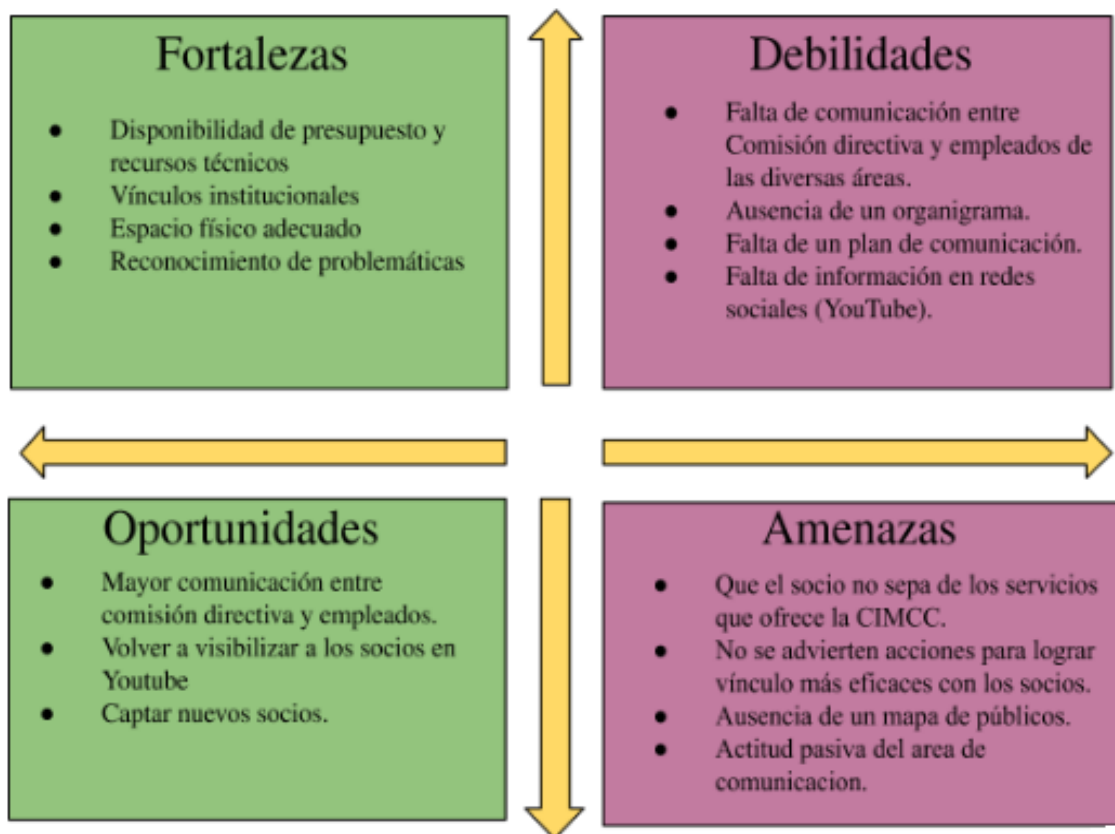 Fortalezas
● Disponibilidad de presupuesto y
recursos técnicos
● Vínculos institucionales
● Espacio físico adecuado
● Reconocimiento de problemáticas
Debilidades
● Falta de comunicación entre
Comisión directiva y empleados de
las diversas áreas.
● Ausencia de un organigrama.
● Falta de un plan de comunicación.
● Falta de información en redes
sociales (YouTube).
Oportunidades
● Mayor comunicación entre
comisión directiva y empleados.
● Volver a visibilizar a los socios en
Youtube
● Captar nuevos socios.
Amenazas
● Que el socio no sepa de los servicios
que ofrece la CIMCC.
● No se advierten acciones para lograr
vínculo más eficaces con los socios.
● Ausencia de un mapa de públicos.
● Actitud pasiva del area de
comunicacion.